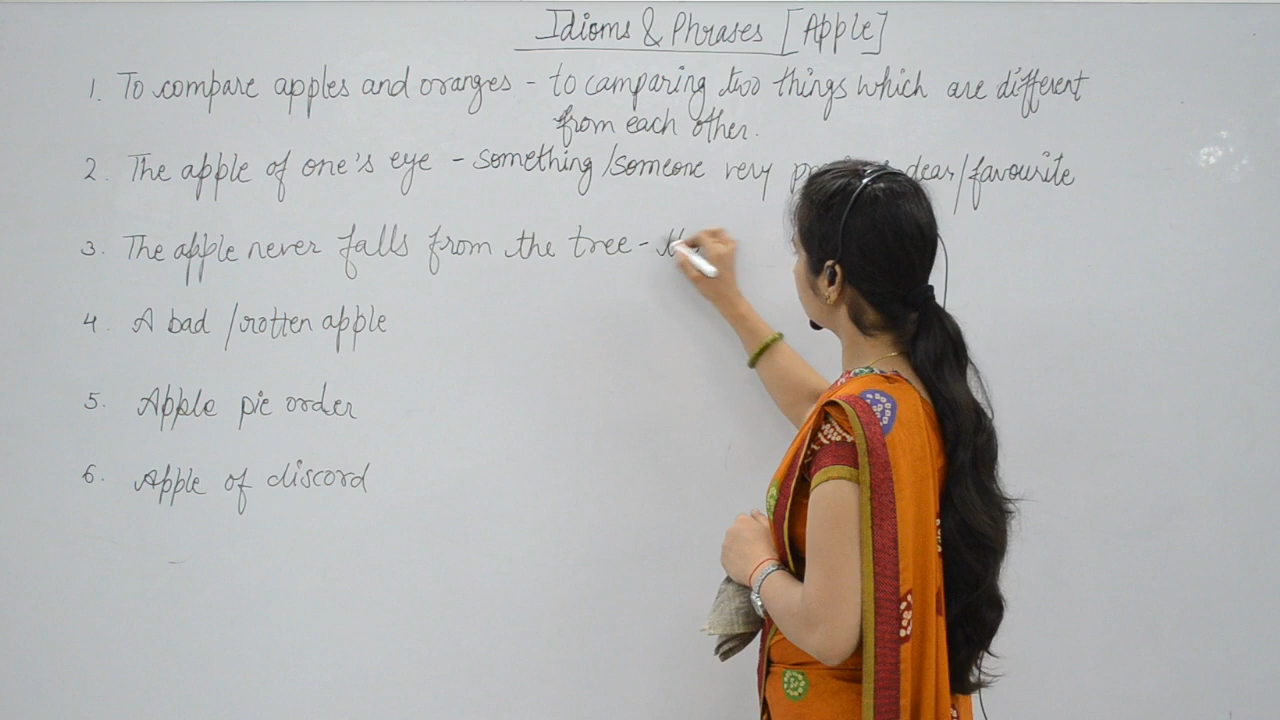 Idioms & Phrases [Apple]
1. To compare apples and oranges - to camparing two things which are different
from each other.
2. The apple of one's eye - something/someone very dear/favourite
3. The apple never falls from the tree -
4. A bad/rotten apple
5. Apple pie order
6. Apple of discord